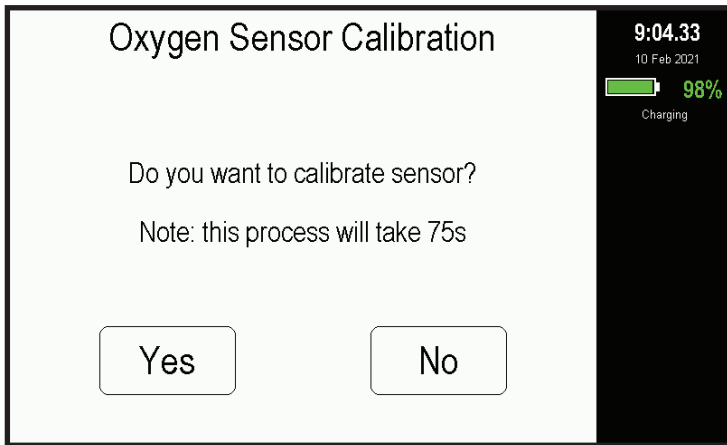 Oxygen Sensor Calibration
Do you want to calibrate sensor?
Note: this process will take 75s
Yes
No
9:04.33
10 Feb 2021
98%
Charging